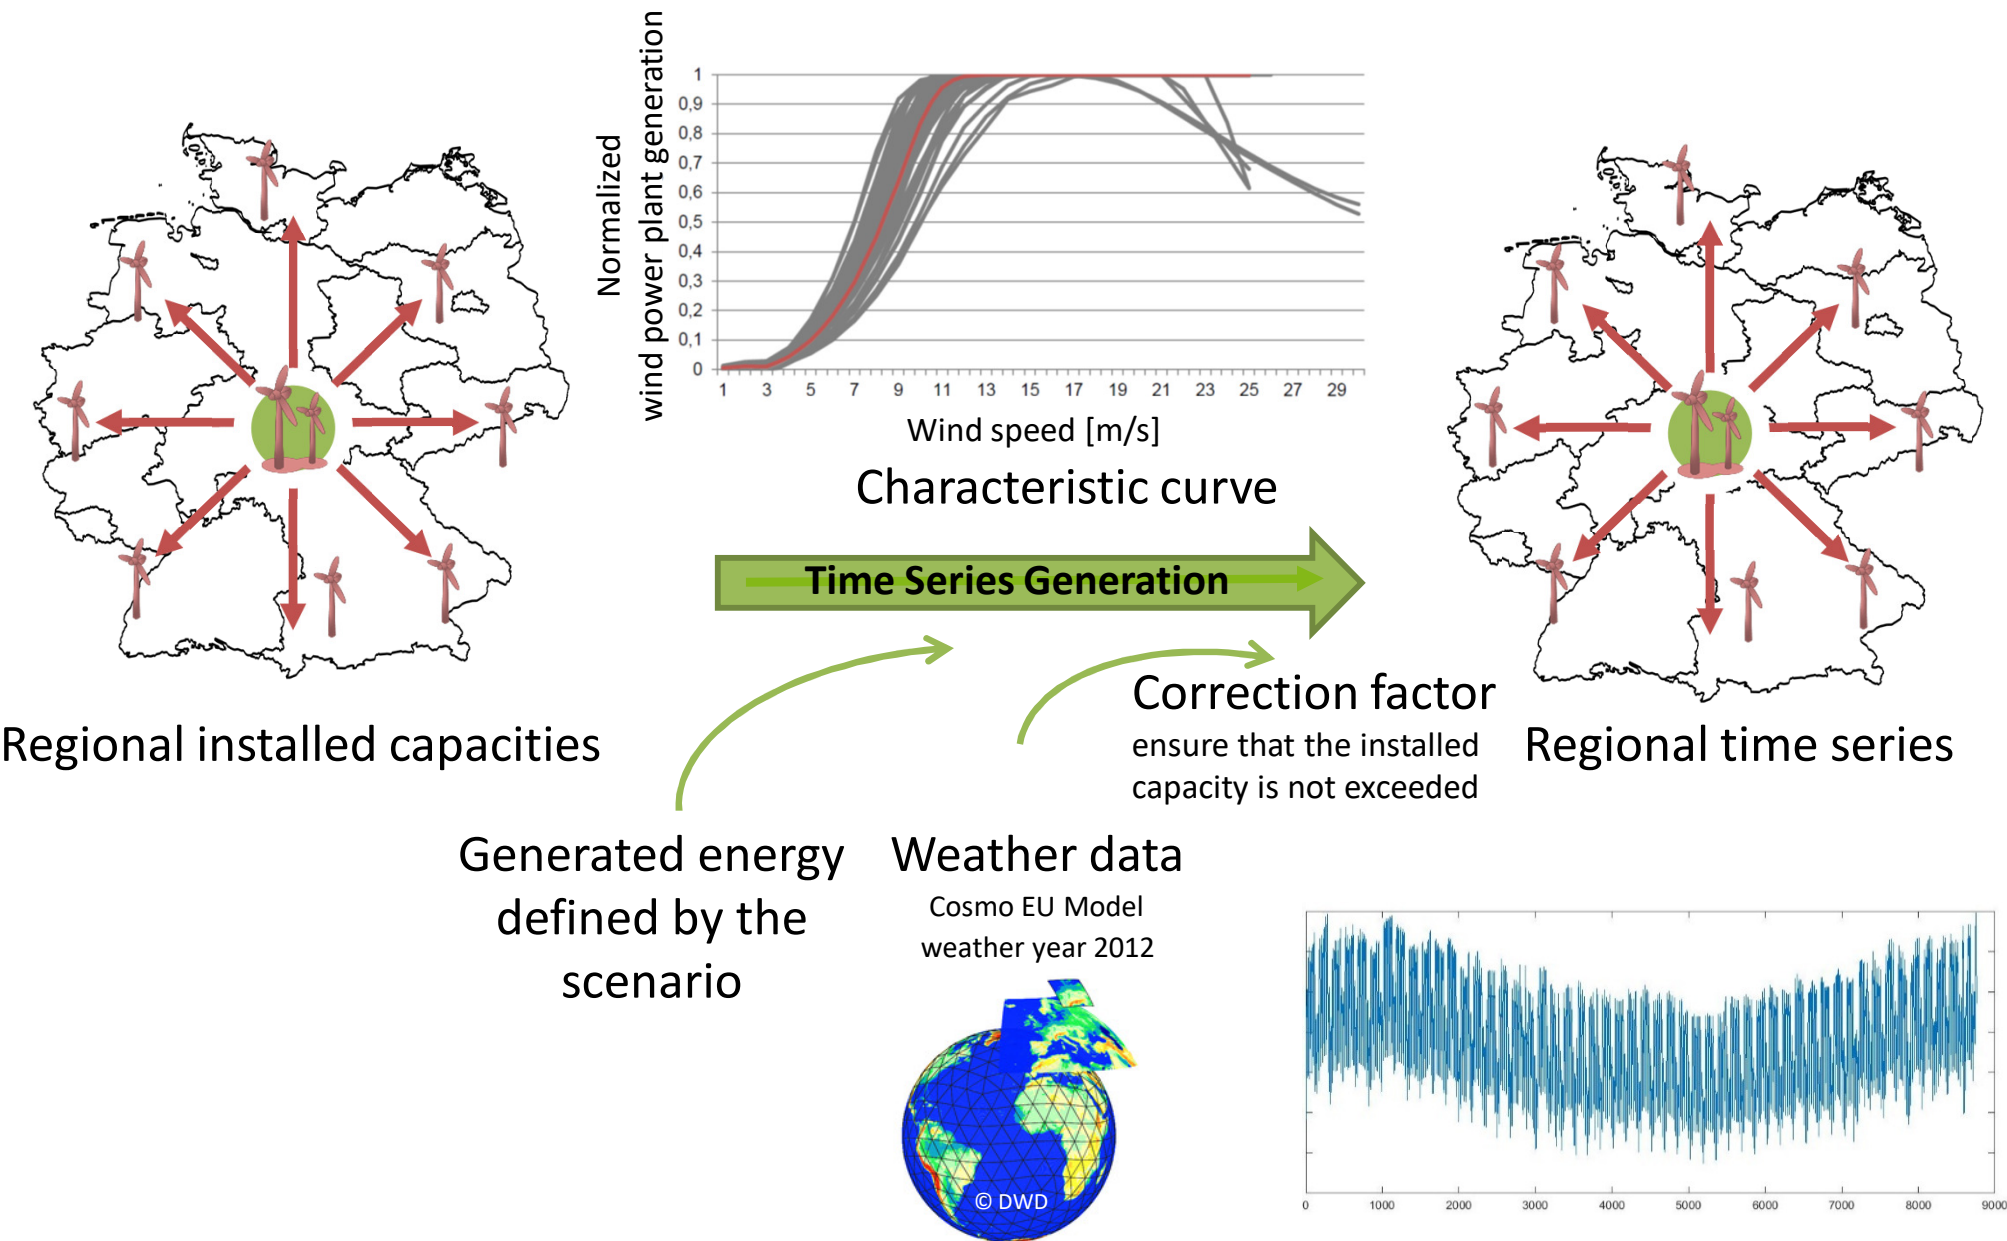 Normalized
wind power plant generation
1
0,9
0,8
0,7
0,6
0,5
0,4
0,3
0,2
0,1
0
1 3 5 7 9 11 13 15 17 19 21 23 25 27 29
Wind speed [m/s]
Characteristic curve
Time Series Generation
Regional installed capacities
Correction factor
ensure that the installed
capacity is not exceeded
Regional time series
Generated energy
defined by the
scenario
Weather data
Cosmo EU Model
weather year 2012
© DWD
0 1000 2000 3000 4000 5000 6000 7000 8000 9000